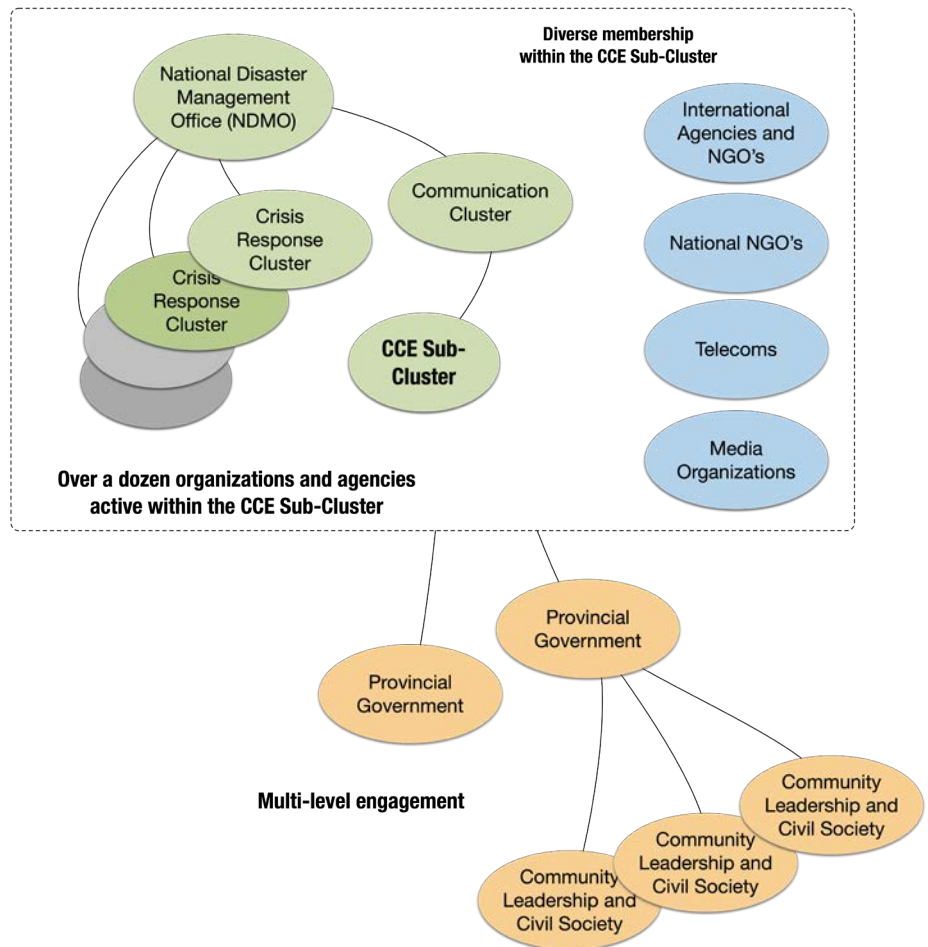 Diverse membership
within the CCE Sub-Cluster
National Disaster
Management
Office (NDMO)
International
Agencies and
NGO's
Communication
Cluster
Crisis
Response
Cluster
National NGO's
Crisis
Response
Cluster
CCE Sub-
Cluster
Telecoms
Media
Organizations
Over a dozen organizations and agencies
active within the CCE Sub-Cluster
Provincial
Government
Provincial
Government
Multi-level engagement
Community
Leadership and
Civil Society
Community
Leadership and
Civil Society
Community
Leadership and
Civil Society